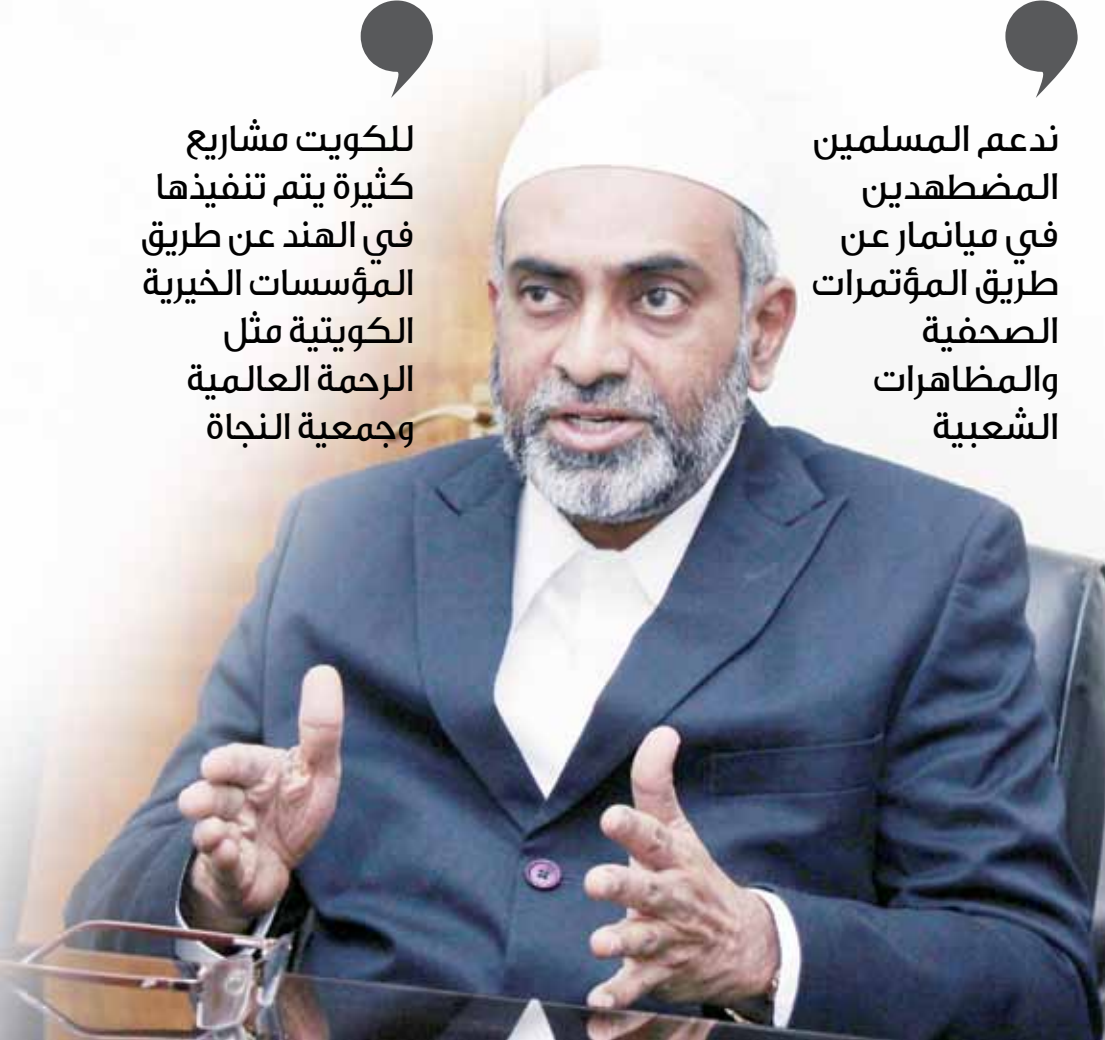 ندعم المسلمين
المضطهدين
في ميانمار عن
طريق المؤتمرات
الصحفية
والمظاهرات
الشعبية
للكويت مشاريع
كثيرة يتم تنفيذها
في الهند عن طريق
المؤسسات الخيرية
الكويتية مثل
الرحمة العالمية
وجمعية النجاة